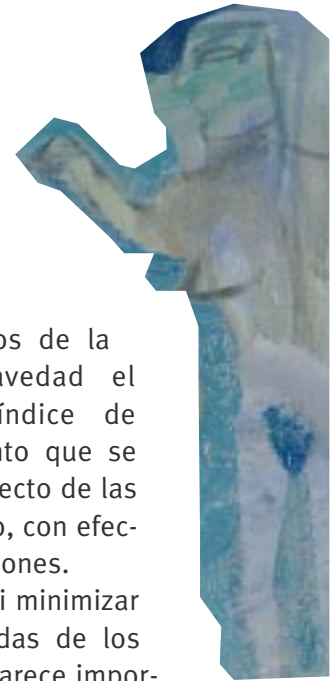 os de la
avedad el
índice de
nto que se
ecto de las
o, con efec-
iones.
i minimizar
das de los
arece impor-